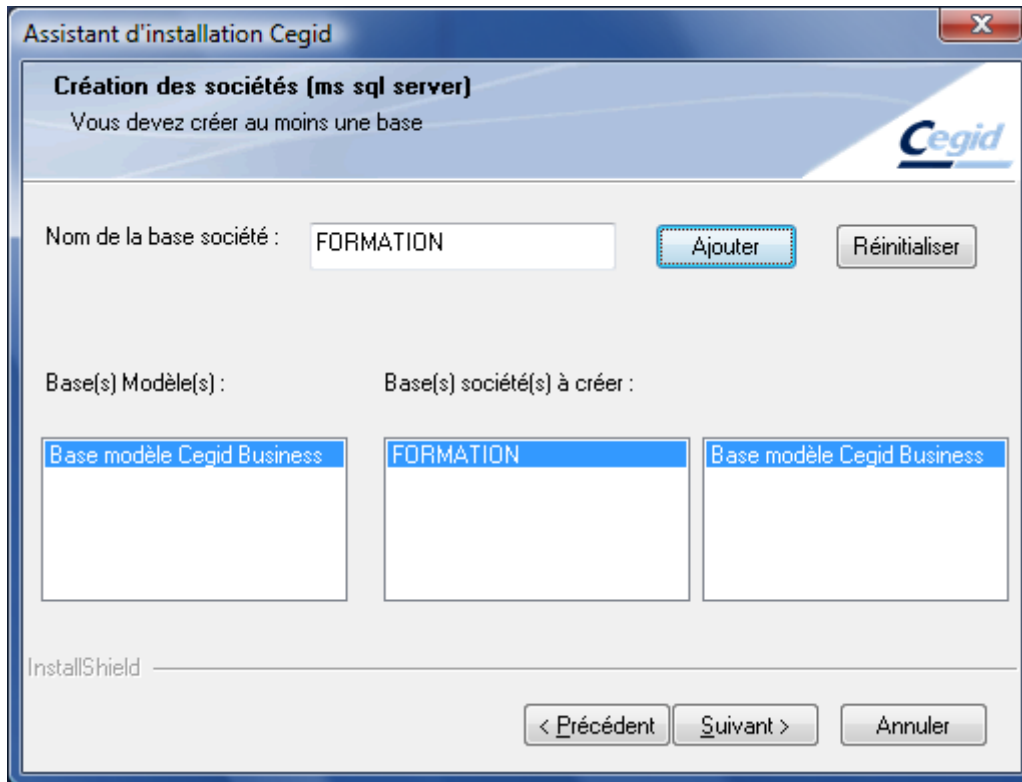 Assistant d'installation Cegid
Création des sociétés (ms sql server)
Vous devez créer au moins une base
Cegid
Nom de la base société :
FORMATION
Ajouter
Réinitialiser
Base(s) Modèle(s) :
Base(s) société(s) à créer :
Base modèle Cegid Business
FORMATION
Base modèle Cegid Business
InstallShield
< Précédent
Suivant >
Annuler